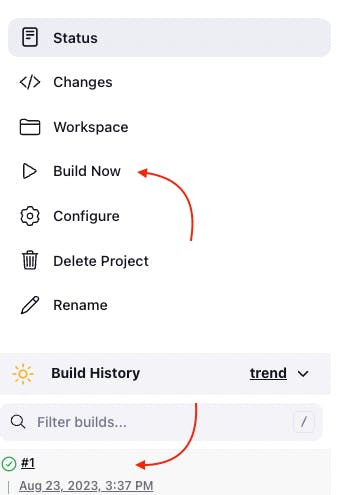 Status
Changes
Workspace
Build Now
Configure
Delete Project
Rename
Build History trend
Filter builds... /
#1
Aug 23, 2023, 3:37 PM